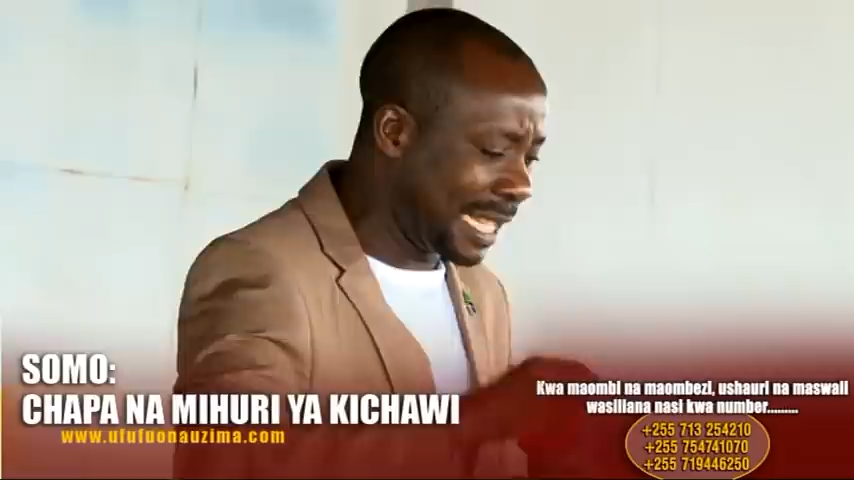 SOMO:
CHAPA NA MIHURI YA KICHAWI
www.ufufuonauzima.com
Kwa maombi na maombezi, ushauri na maswali
wasiliana nasi kwa number.........
+255 713 254210
+255 754741070
+255 719446250